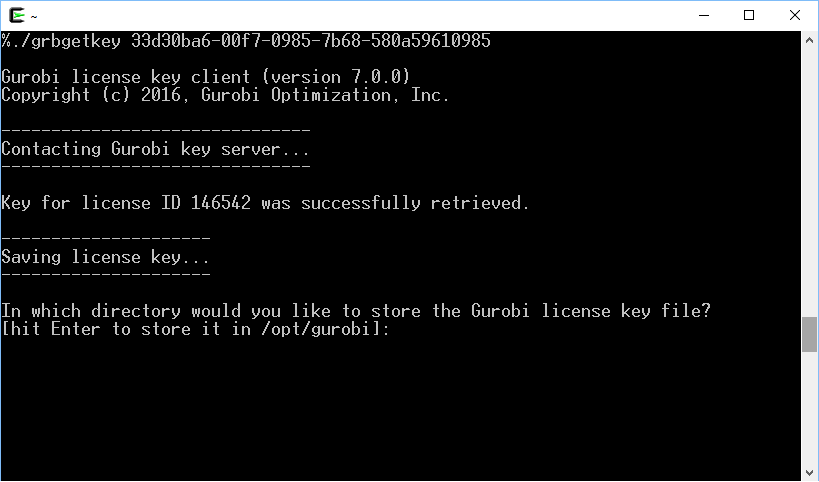 ~
%./grbgetkey 33d30ba6-00f7-0985-7b68-580a59610985
Gurobi license key client (version 7.0.0)
Copyright (c) 2016, Gurobi Optimization, Inc.
-------------------------------
Contacting Gurobi key server...
-------------------------------
Key for license ID 146542 was successfully retrieved.
---------------------
Saving license key...
---------------------
In which directory would you like to store the Gurobi license key file?
[hit Enter to store it in /opt/gurobi]: